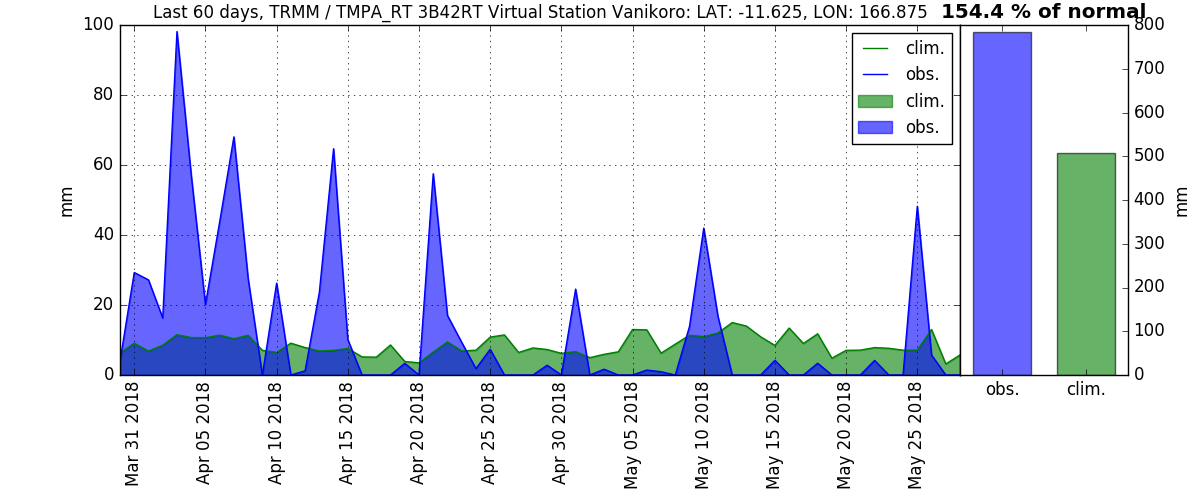 Last 60 days, TRMM / TMPA_RT 3B42RT Virtual Station Vanikoro: LAT: -11.625, LON: 166.875 154.4 % of normal
100
80
60
40
20
0
mm
clim.
obs.
clim.
obs.
800
700
600
500
400
300
200
100
0
mm
Mar 31 2018
Apr 05 2018
Apr 10 2018
Apr 15 2018
Apr 20 2018
Apr 25 2018
Apr 30 2018
May 05 2018
May 10 2018
May 15 2018
May 20 2018
May 25 2018
obs.
clim.